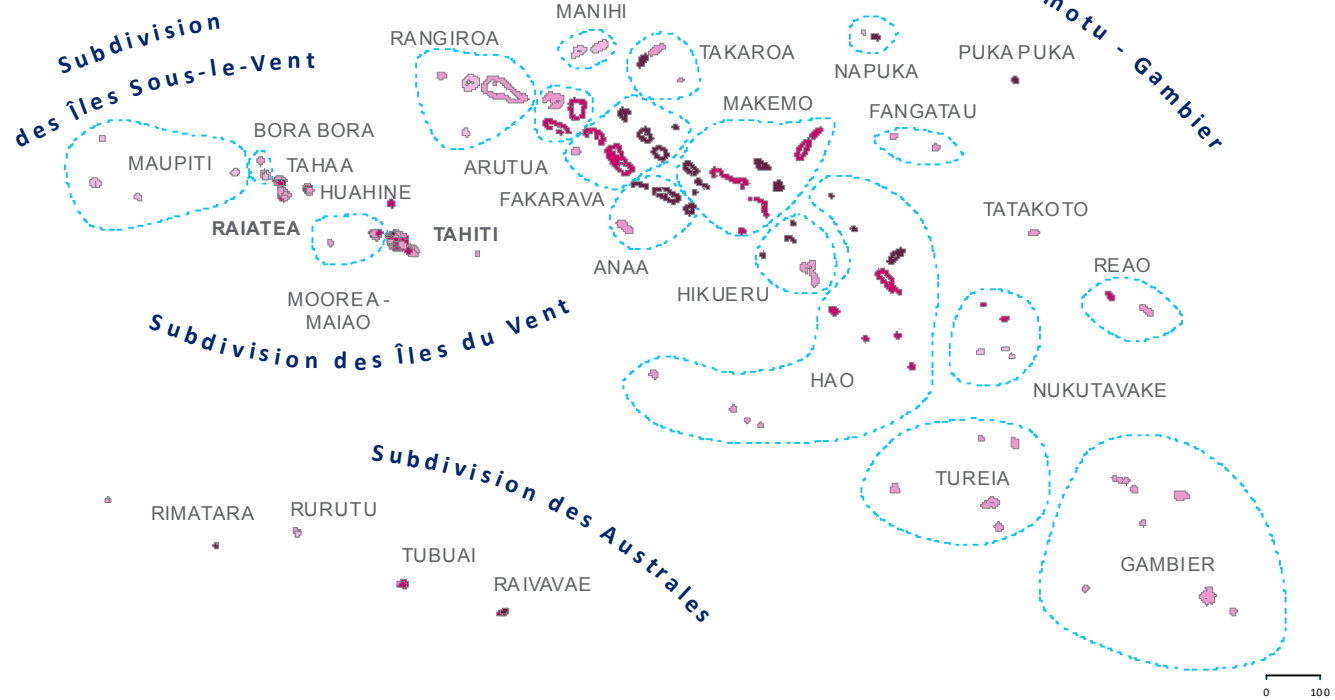 MANIHI
Subdivision
des Îles Sous-le-Vent
RANGIROA
TAKAROA
NAPUKA
PUKA PUKA
motu - Gambier
MAKEMO
FANGATAU
BORA BORA
MAUPITI
TAHAA
HUAHINE
ARUTUA
FAKARAVA
RAIATEA
TAHITI
TATAKOTO
ANAA
REAO
HIKUERU
MOOREA -
MAIAO
Subdivision des Îles du Vent
HAO
NUKUTAVAKE
Subdivision des Australes
TUREIA
RIMATARA
RURUTU
TUBUAI
RAIVAVAE
GAMBIER
0 100